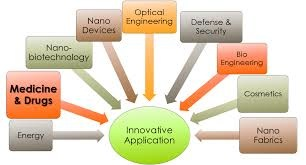 Optical
Engineering
Nano
Devices
Defense &
Security
Nano-
biotechnology
Bio
Engineering
Medicine
& Drugs
Cosmetics
Energy
Innovative
Application
Nano
Fabrics